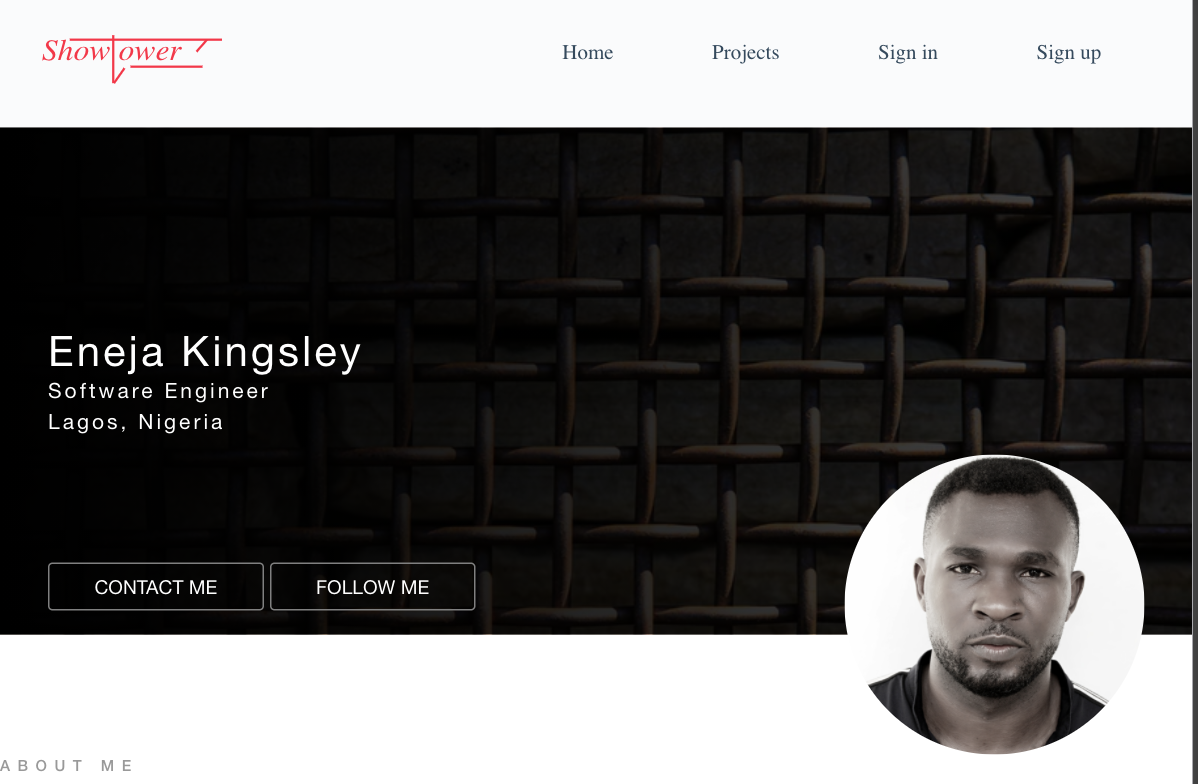 Showtower
Home Projects Sign in Sign up
Eneja Kingsley
Software Engineer
Lagos, Nigeria
CONTACT ME FOLLOW ME
ABOUT ME